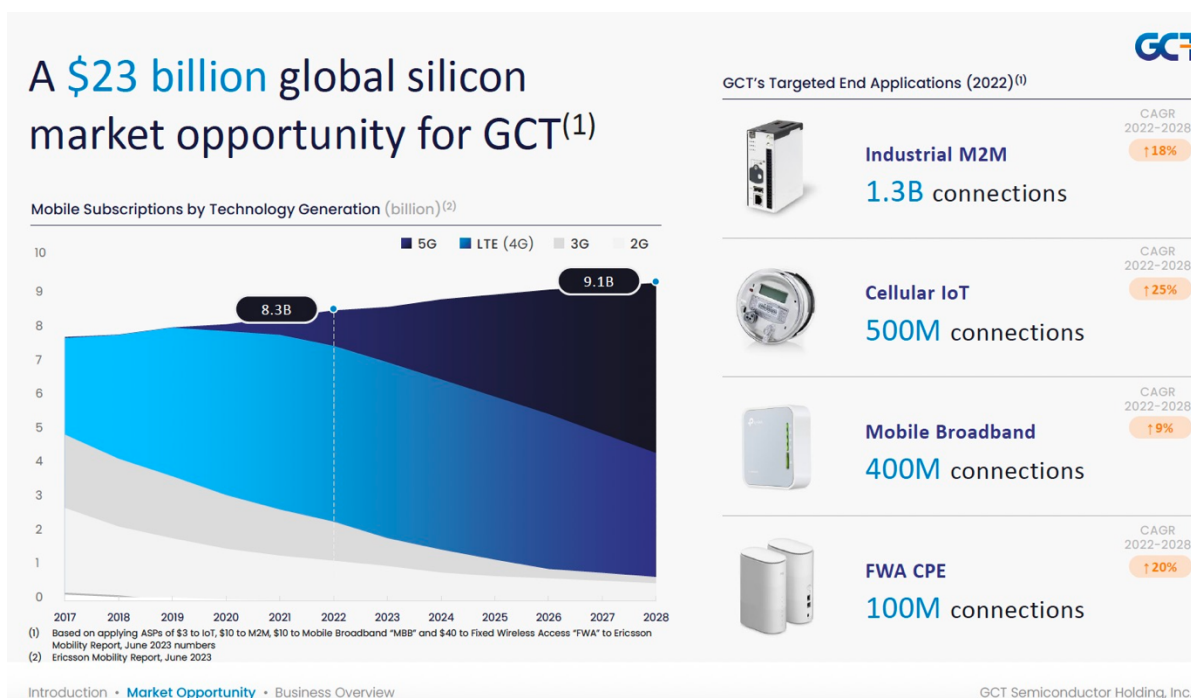 A $23 billion global silicon
market opportunity for GCT(1)
Mobile Subscriptions by Technology Generation (billion)(2)
5G LTE (4G) 3G 2G
10
9
8
7
6
5
4
3
2
1
0
8.3B
9.1B
2017 2018 2019 2020 2021 2022 2023 2024 2025 2026 2027 2028
(1) Based on applying ASPs of $3 to IoT, $10 to M2M, $10 to Mobile Broadband "MBB" and $40 to Fixed Wireless Access "FWA" to Ericsson
Mobility Report, June 2023 numbers
(2) Ericsson Mobility Report, June 2023
GCT
GCT's Targeted End Applications (2022)(1)
Industrial M2M
1.3B connections
CAGR
2022-2028
↑18%
Cellular IoT
500M connections
CAGR
2022-2028
↑25%
Mobile Broadband
400M connections
CAGR
2022-2028
↑9%
FWA CPE
100M connections
CAGR
2022-2028
↑20%
Introduction • Market Opportunity • Business Overview
GCT Semiconductor Holding, Inc.